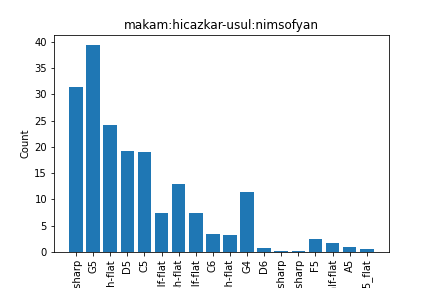 makam:hicazkar-usul:nimsofyan
40
35
30
25
20
15
10
5
0
Count
sharp
G5
h-flat
D5
C5
lf-flat
h-flat
lf-flat
C6
h-flat
G4
D6
sharp
sharp
F5
alf-flat
A5
5_flat